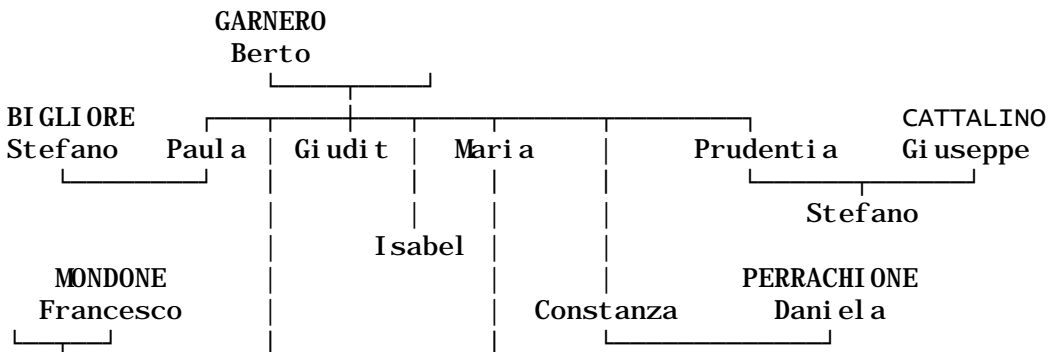 GARNERO
Berto
BIGLIORE CATTALINO
Stefano Paula Giudit Maria Prudentia Giuseppe
Stefano
Isabel
MONDONE PERRACHIONE
Francesco Constanza Daniela